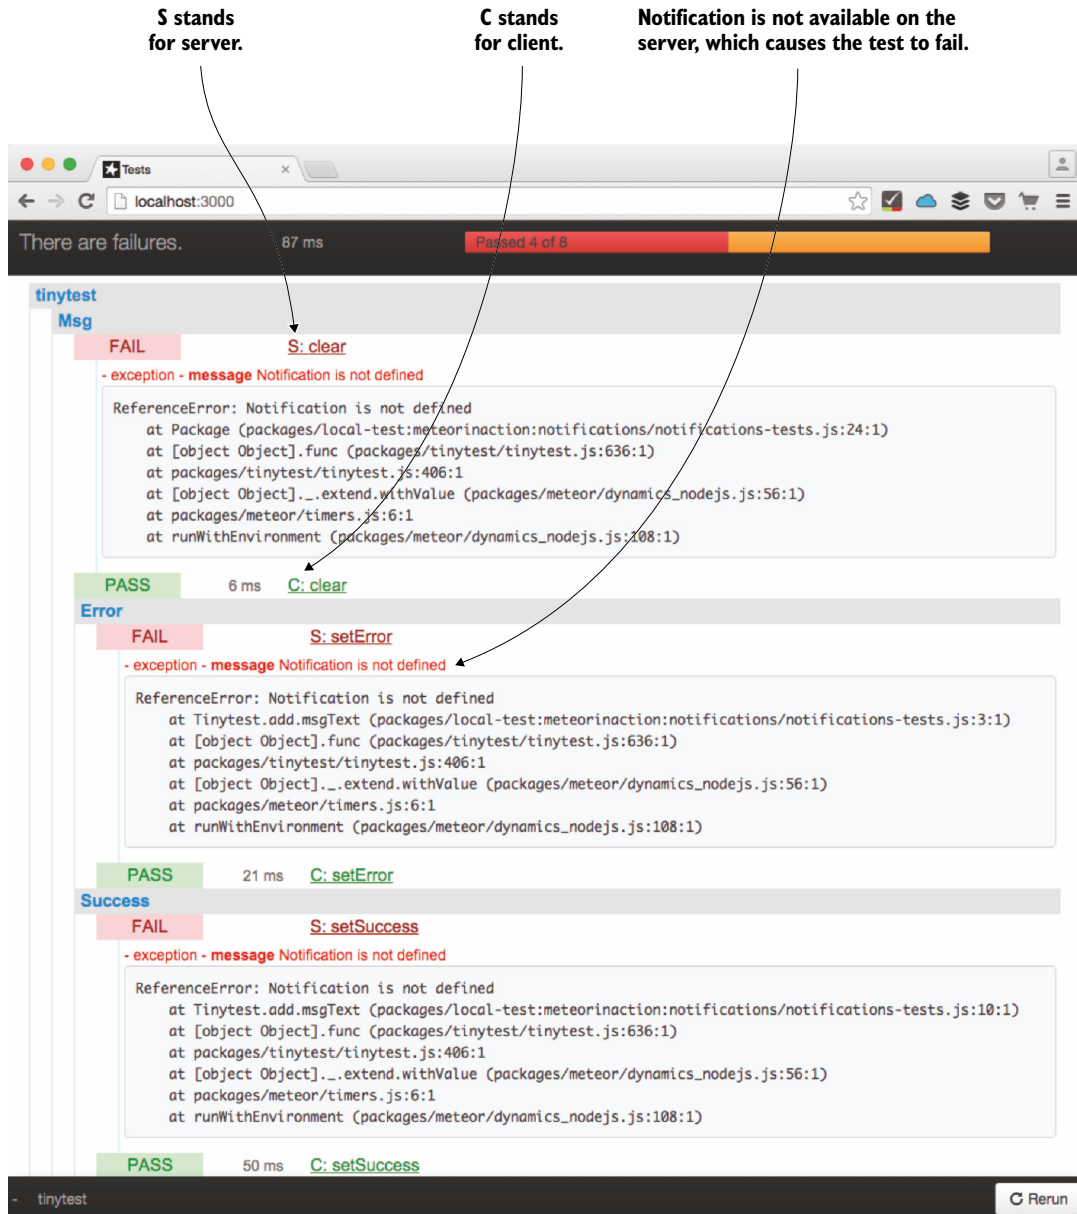 S stands
for server.
C stands
for client.
Notification is not available on the
server, which causes the test to fail.
Tests
localhost:3000
There are failures.
87 ms
Passed 4 of 8
tinytest
Msg
FAIL S: clear
- exception - message Notification is not defined
ReferenceError: Notification is not defined
at Package (packages/local-test:meteorinaction:notifications/notifications-tests.js:24:1)
at [object Object].func (packages/tinytest/tinytest.js:636:1)
at packages/tinytest/tinytest.js:406:1
at [object Object]._.extend.withValue (packages/meteor/dynamics_nodejs.js:56:1)
at packages/meteor/timers.js:6:1
at runWithEnvironment (packages/meteor/dynamics_nodejs.js:108:1)
PASS 6 ms C: clear
Error
FAIL S: setError
- exception - message Notification is not defined
ReferenceError: Notification is not defined
at Tinytest.add.msgText (packages/local-test:meteorinaction:notifications/notifications-tests.js:3:1)
at [object Object].func (packages/tinytest/tinytest.js:636:1)
at packages/tinytest/tinytest.js:406:1
at [object Object]._.extend.withValue (packages/meteor/dynamics_nodejs.js:56:1)
at packages/meteor/timers.js:6:1
at runWithEnvironment (packages/meteor/dynamics_nodejs.js:108:1)
PASS 21 ms C: setError
Success
FAIL S: setSuccess
- exception - message Notification is not defined
ReferenceError: Notification is not defined
at Tinytest.add.msgText (packages/local-test:meteorinaction:notifications/notifications-tests.js:10:1)
at [object Object].func (packages/tinytest/tinytest.js:636:1)
at packages/tinytest/tinytest.js:406:1
at [object Object]._.extend.withValue (packages/meteor/dynamics_nodejs.js:56:1)
at packages/meteor/timers.js:6:1
at runWithEnvironment (packages/meteor/dynamics_nodejs.js:108:1)
PASS 50 ms C: setSuccess
- tinytest
Rerun